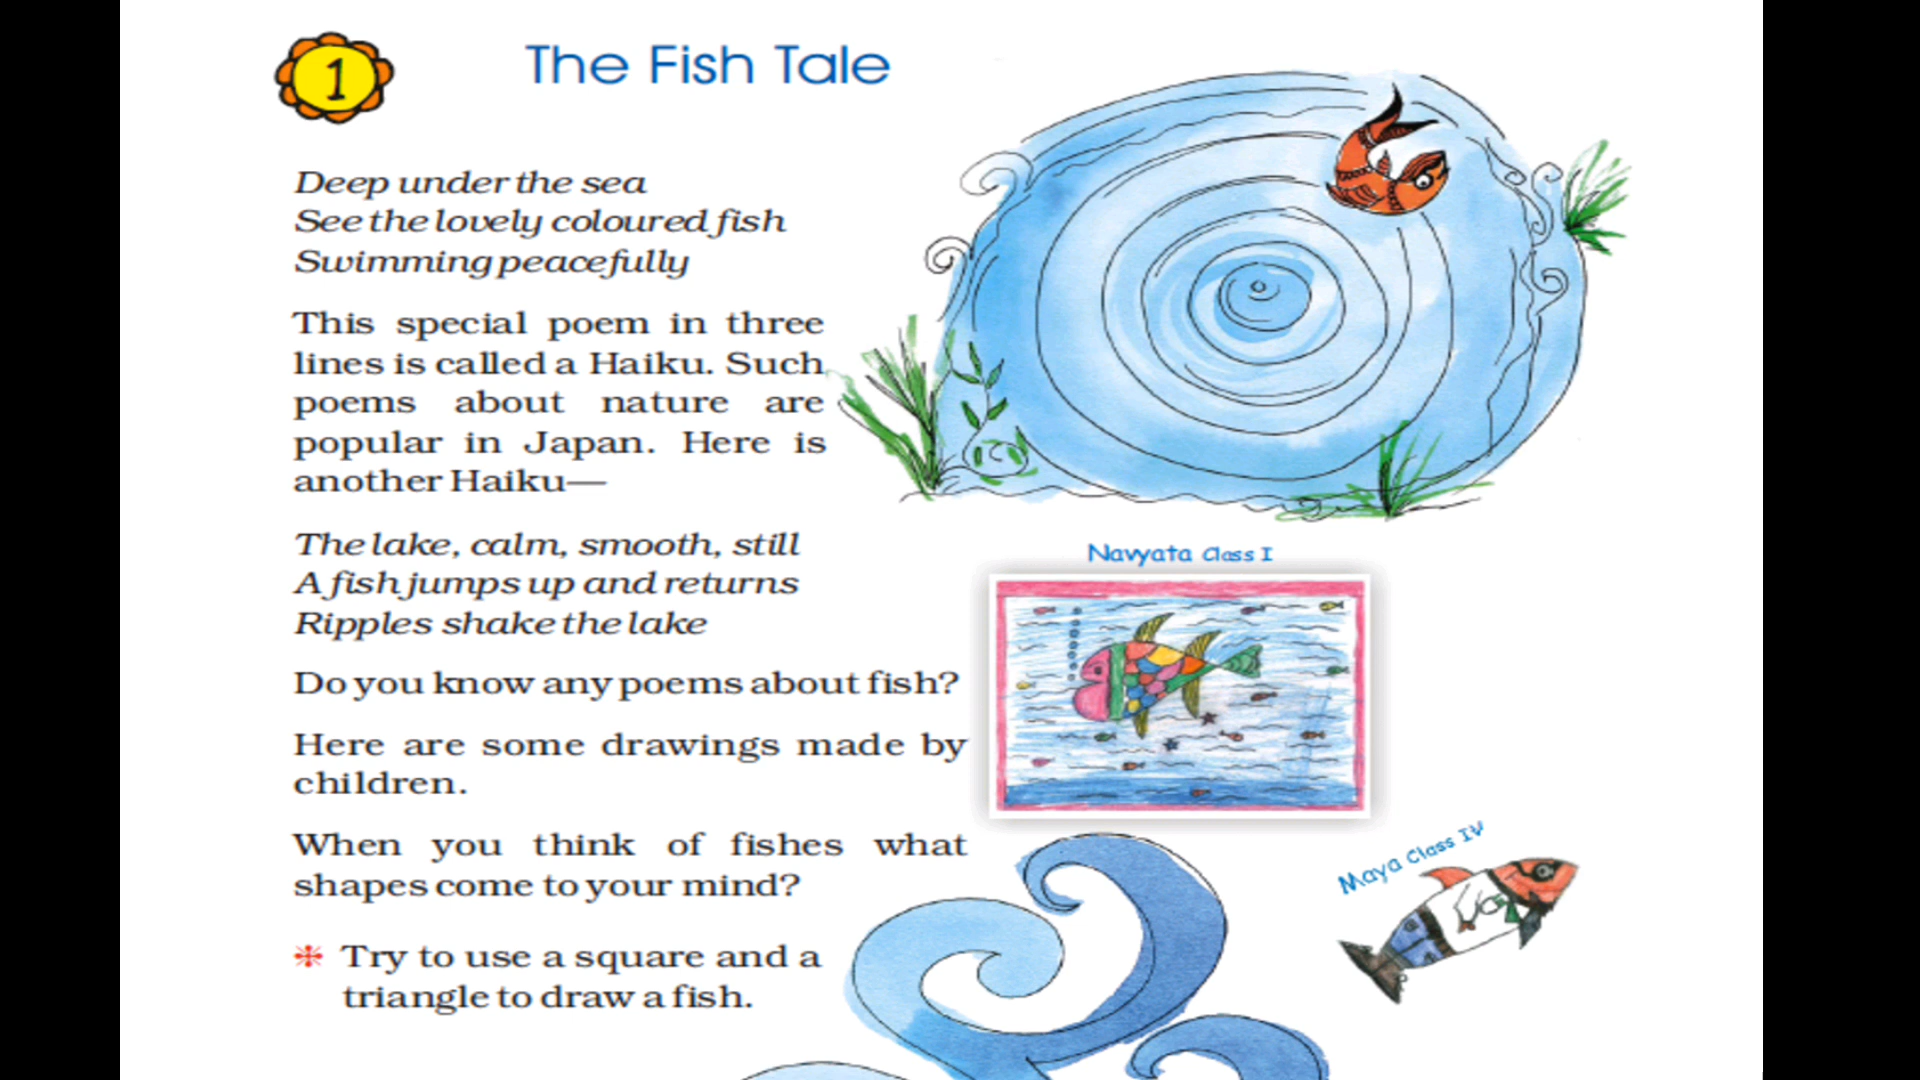 1
The Fish Tale
Deep under the sea
See the lovely coloured fish
Swimming peacefully
This special poem in three
lines is called a Haiku. Such
poems about nature are
popular in Japan. Here is
another Haiku—
The lake, calm, smooth, still
A fish jumps up and returns
Ripples shake the lake
Do you know any poems about fish?
Here are some drawings made by
children.
When you think of fishes what
shapes come to your mind?
Try to use a square and a
triangle to draw a fish.
Navyata Class I
Maya Class IV